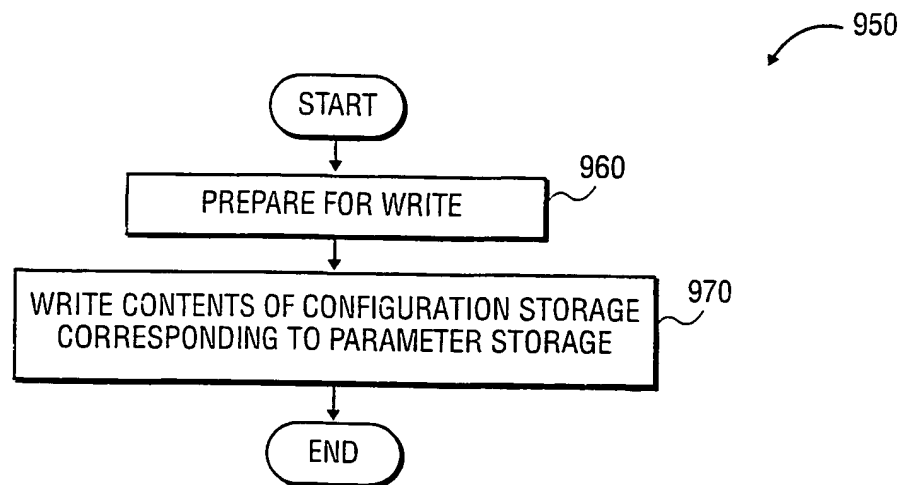 950
START
960
PREPARE FOR WRITE
970
WRITE CONTENTS OF CONFIGURATION STORAGE
CORRESPONDING TO PARAMETER STORAGE
END